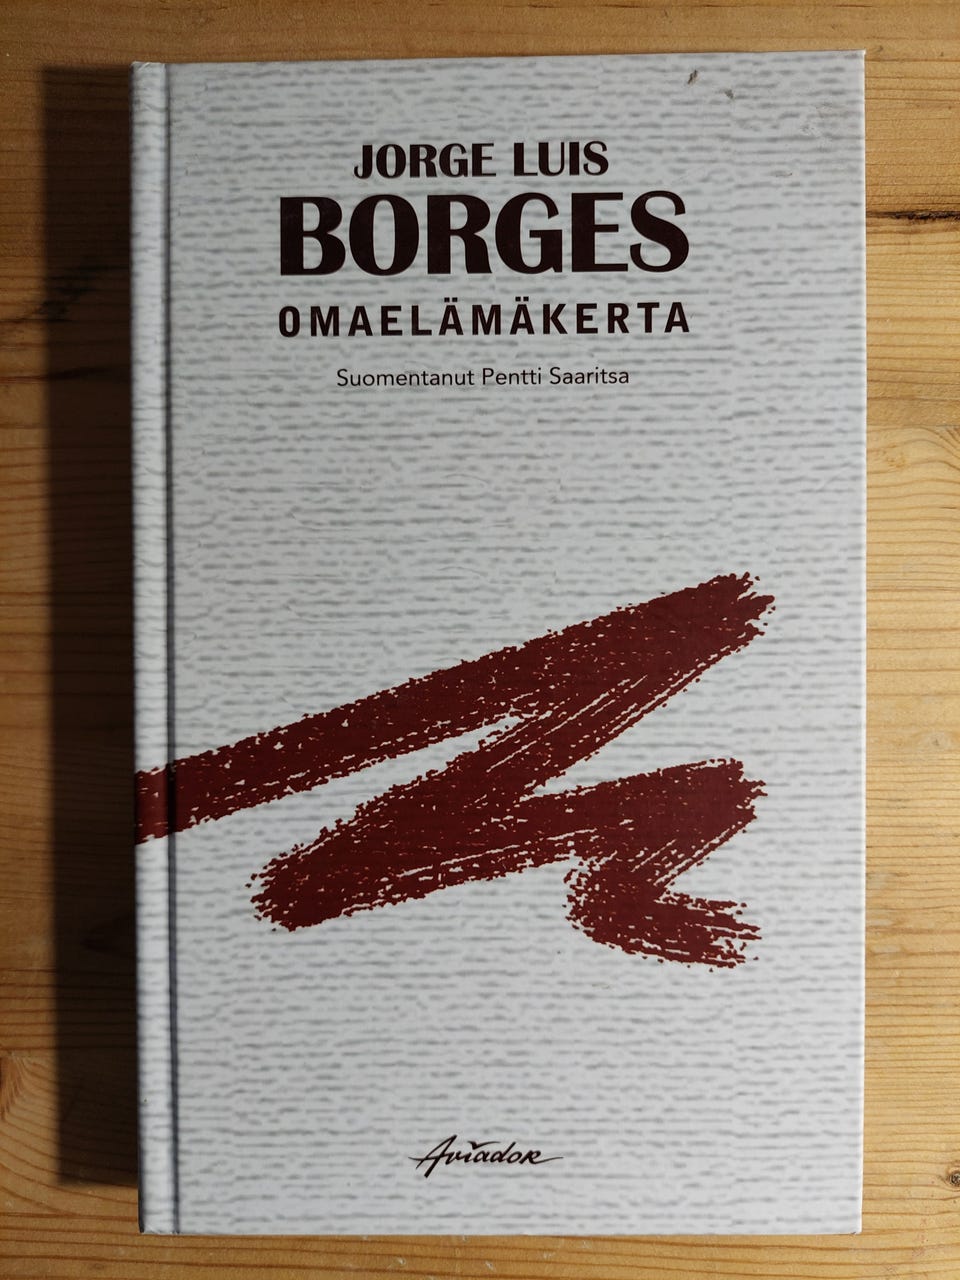 JORGE LUIS
BORGES
OMAELÄMÄKERTA
Suomentanut Pentti Saaritsa
Aviador